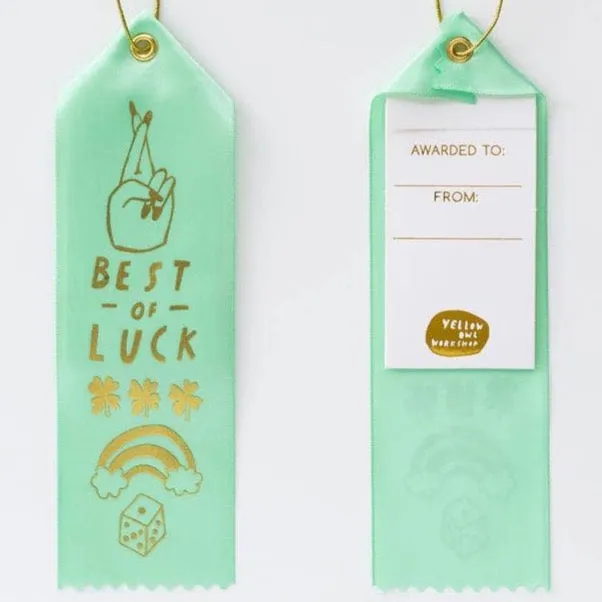 BEST
- OF -
LUCK
AWARDED TO:
FROM:
YELLOW
OWL
WORKSHOP